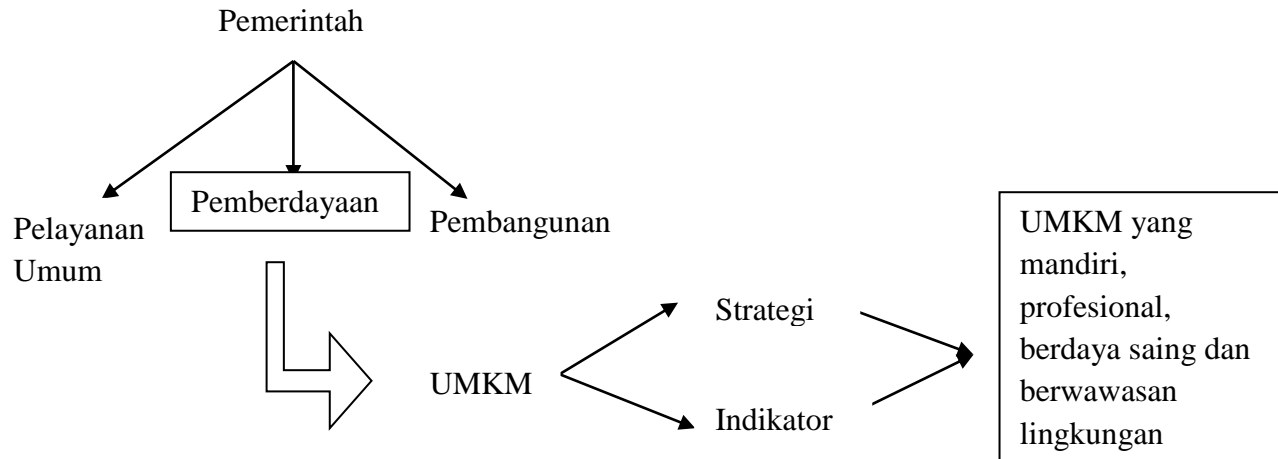 Pemerintah
Pemberdayaan
Pelayanan
Umum
Pembangunan
UMKM
Strategi
Indikator
UMKM yang
mandiri,
profesional,
berdaya saing dan
berwawasan
lingkungan